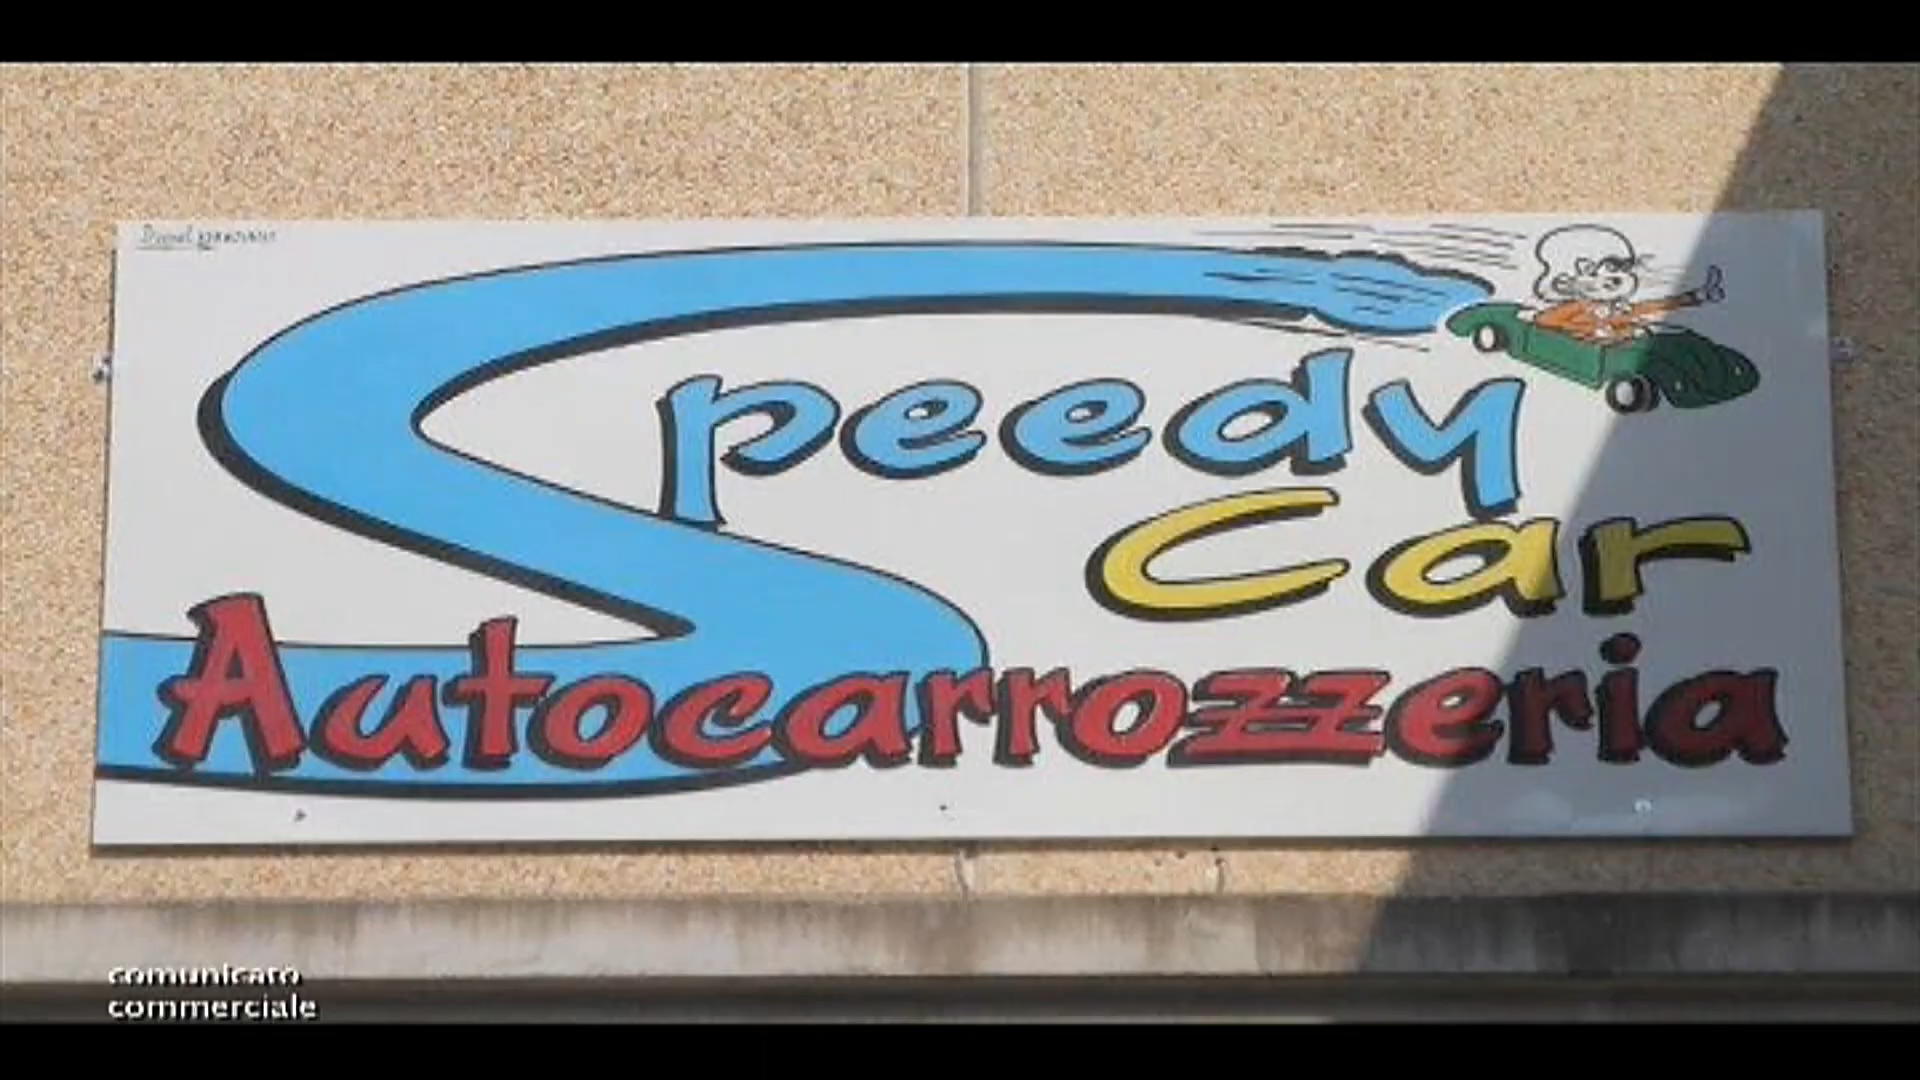 Speedy
Car
Autocarrozzeria
comunicato
commerciale